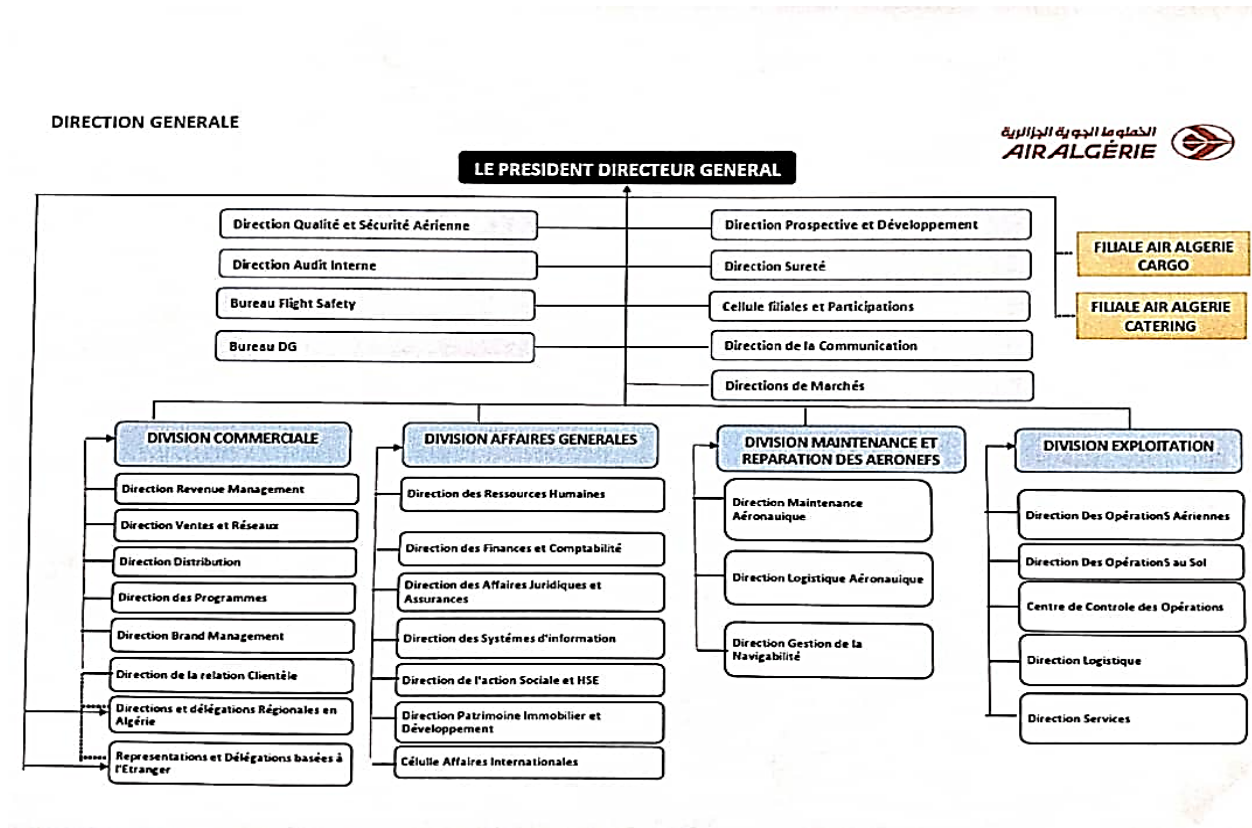 DIRECTION GENERALE
الخطوط الجوية الجزائرية
AIR ALGÉRIE
LE PRESIDENT DIRECTEUR GENERAL
Direction Qualité et Sécurité Aérienne
Direction Prospective et Développement
Direction Audit Interne
Direction Sureté
Bureau Flight Safety
Cellule filiales et Participations
Bureau DG
Direction de la Communication
Directions de Marchés
FILIALE AIR ALGERIE
CARGO
FILIALE AIR ALGERIE
CATERING
DIVISION COMMERCIALE
Direction Revenue Management
Direction Ventes et Réseaux
Direction Distribution
Direction des Programmes
Direction Brand Management
Direction de la relation Clientèle
Directions et délégations Régionales en
Algérie
Representations et Délégations basées à
l'Etranger
DIVISION AFFAIRES GENERALES
Direction des Ressources Humaines
Direction des Finances et Comptabilité
Direction des Affaires Juridiques et
Assurances
Direction des Systémes d'information
Direction de l'action Sociale et HSE
Direction Patrimoine Immobilier et
Développement
Célulle Affaires Internationales
DIVISION MAINTENANCE ET
REPARATION DES AERONEFS
Direction Maintenance
Aéronauique
Direction Logistique Aéronauique
Direction Gestion de la
Navigabilité
DIVISION EXPLOITATION
Direction Des OpérationS Aériennes
Direction Des OpérationS au Sol
Centre de Controle des Opérations
Direction Logistique
Direction Services